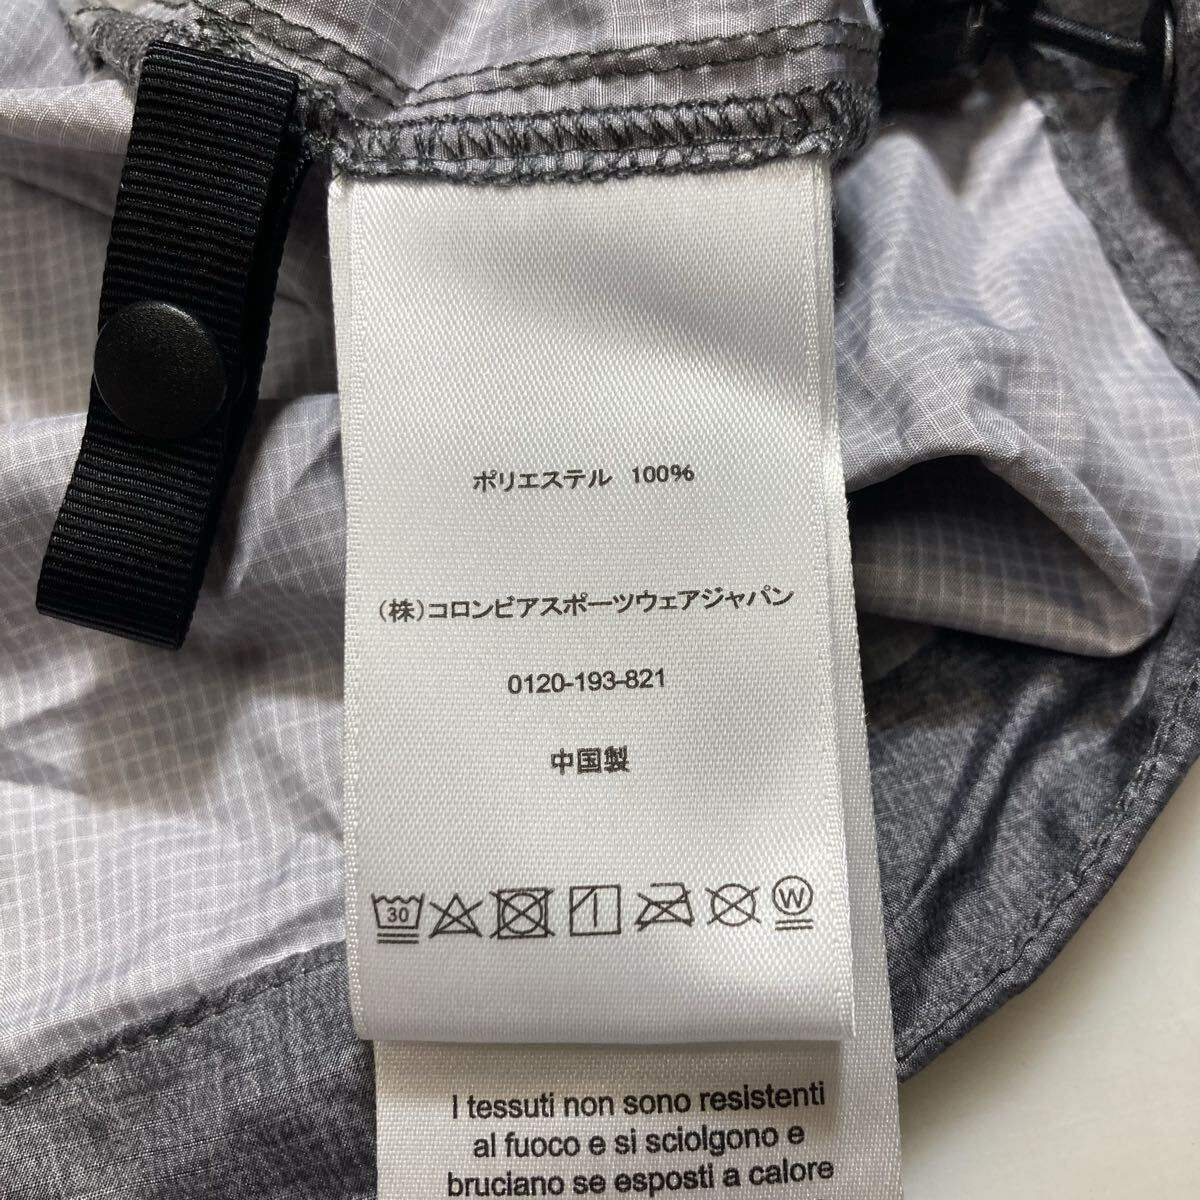 ポリエステル 100%
(株)コロンビアスポーツウェアジャパン
0120-193-821
中国製
30 W
I tessuti non sono resistenti
al fuoco e si sciolgono e
bruciano se esposti a calore